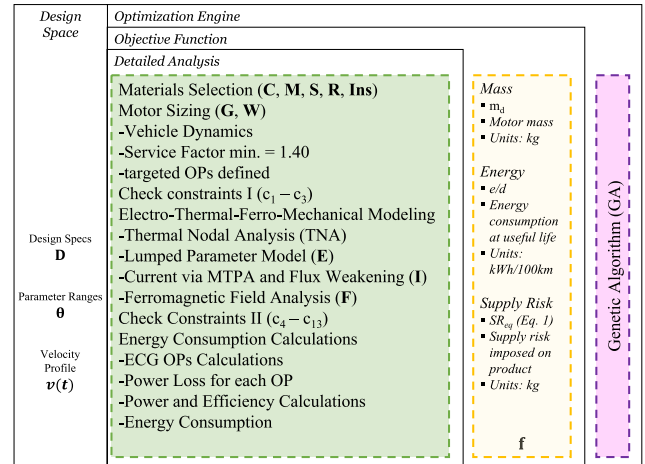 Design
Space
Optimization Engine
Objective Function
Detailed Analysis
Design Specs
D
Parameter Ranges
θ
Velocity
Profile
v(t)
Materials Selection (C, M, S, R, Ins)
Motor Sizing (G, W)
-Vehicle Dynamics
-Service Factor min. = 1.40
-targeted OPs defined
Check constraints I (c₁ – c₃)
Electro-Thermal-Ferro-Mechanical Modeling
-Thermal Nodal Analysis (TNA)
-Lumped Parameter Model (E)
-Current via MTPA and Flux Weakening (I)
-Ferromagnetic Field Analysis (F)
Check Constraints II (c₄ – c₁₃)
Energy Consumption Calculations
-ECG OPs Calculations
-Power Loss for each OP
-Power and Efficiency Calculations
-Energy Consumption
Mass
▪ m_d
▪ Motor mass
▪ Units: kg
Energy
▪ e/d
▪ Energy
consumption
at useful life
▪ Units:
kWh/100km
Supply Risk
▪ SR_eq (Eq. 1)
▪ Supply risk
imposed on
product
▪ Units: kg
f
Genetic Algorithm (GA)